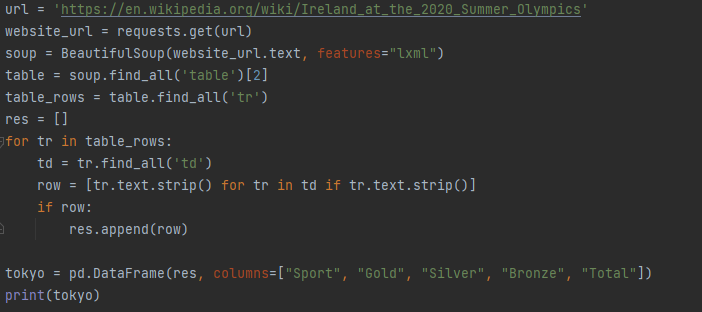 url = 'https://en.wikipedia.org/wiki/Ireland_at_the_2020_Summer_Olympics'
website_url = requests.get(url)
soup = BeautifulSoup(website_url.text, features="lxml")
table = soup.find_all('table')[2]
table_rows = table.find_all('tr')
res = []
for tr in table_rows:
    td = tr.find_all('td')
    row = [tr.text.strip() for tr in td if tr.text.strip()]
    if row:
        res.append(row)
tokyo = pd.DataFrame(res, columns=["Sport", "Gold", "Silver", "Bronze", "Total"])
print(tokyo)